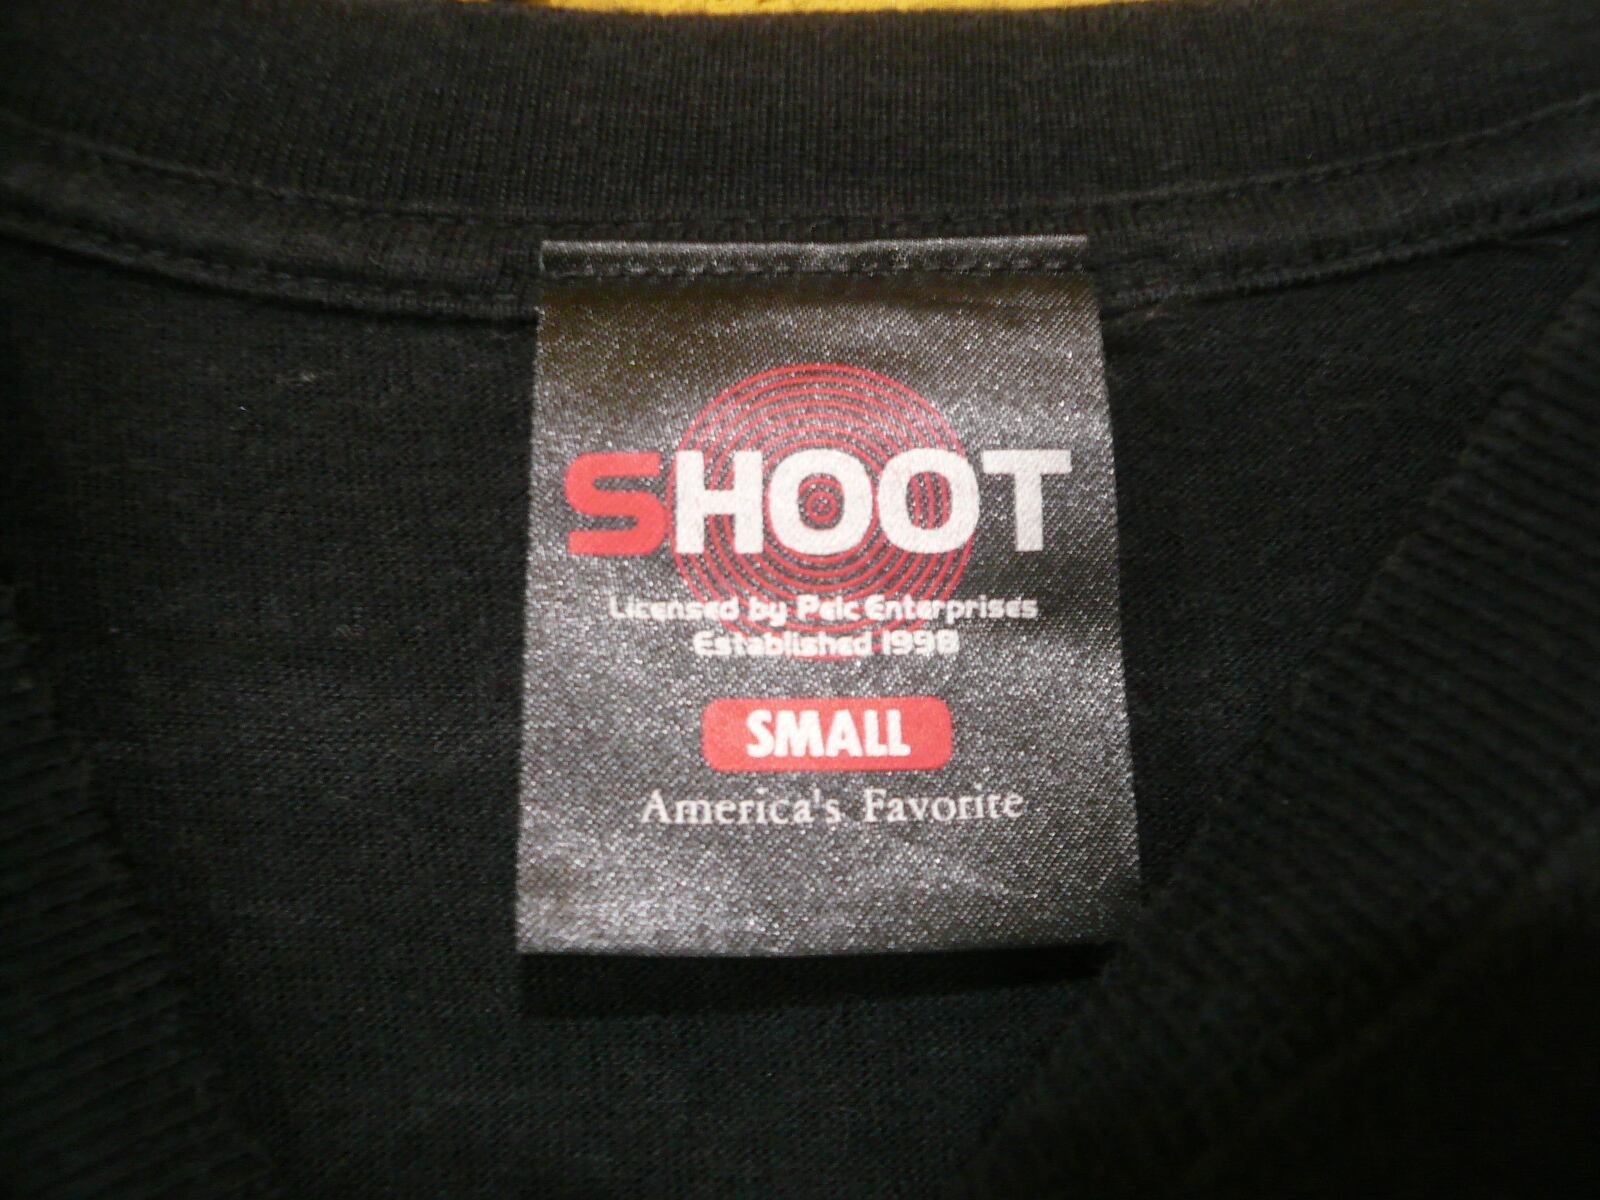 SHOOT
Licensed by Pelc Enterprises
Established 1998
SMALL
America's Favorite